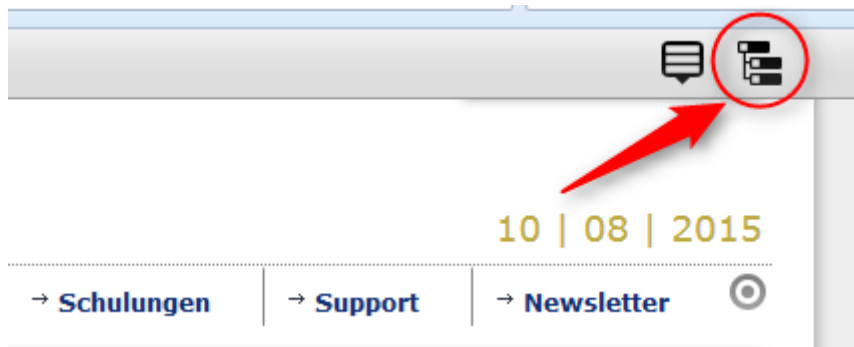 10 | 08 | 2015
→ Schulungen → Support → Newsletter